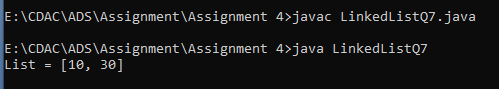 E:\CDAC\ADS\Assignment\Assignment 4>javac LinkedListQ7.java
E:\CDAC\ADS\Assignment\Assignment 4>java LinkedListQ7
List = [10, 30]